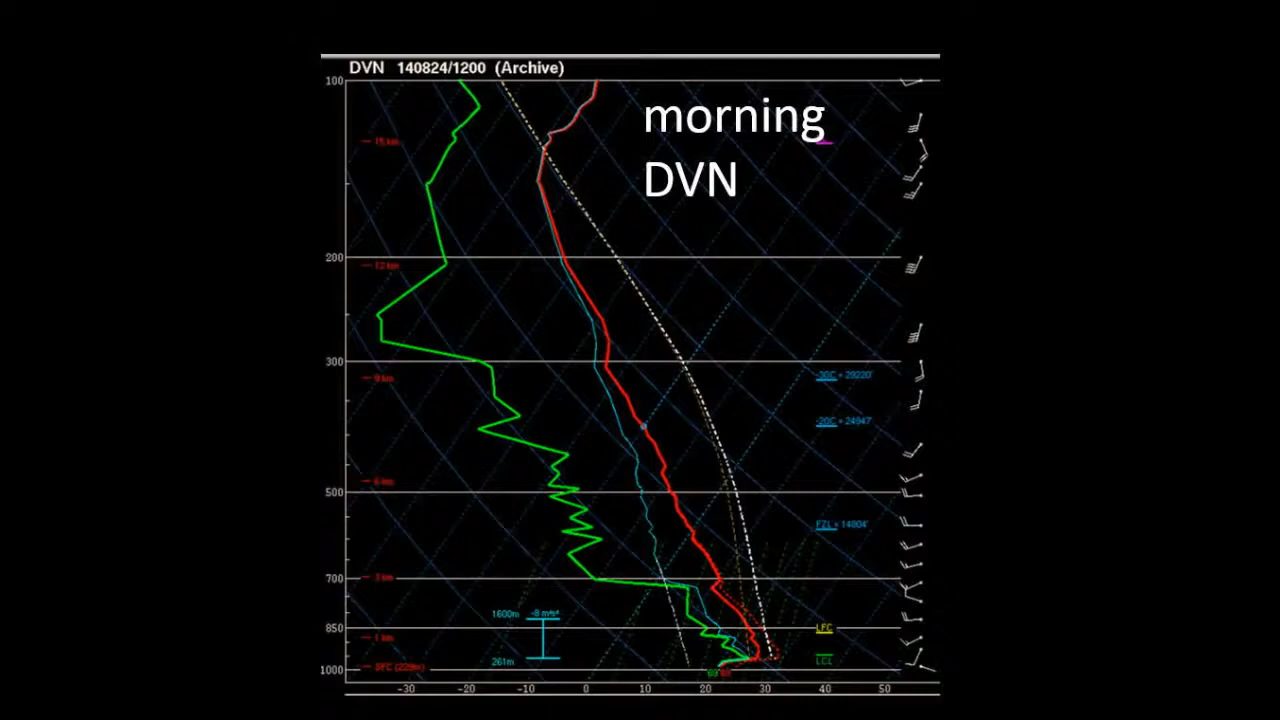 DVN 140824/1200 (Archive)
morning
DVN
100
15 km
200
12 km
300
9 km
-30C = 29220'
-20C = 24947'
6 km
500
FZL = 14804'
700
3 km
1600m -8 m²s²
850
LFC
1 km
261m
LCL
SFC (229m)
1000
-30 -20 -10 0 10 20 30 40 50